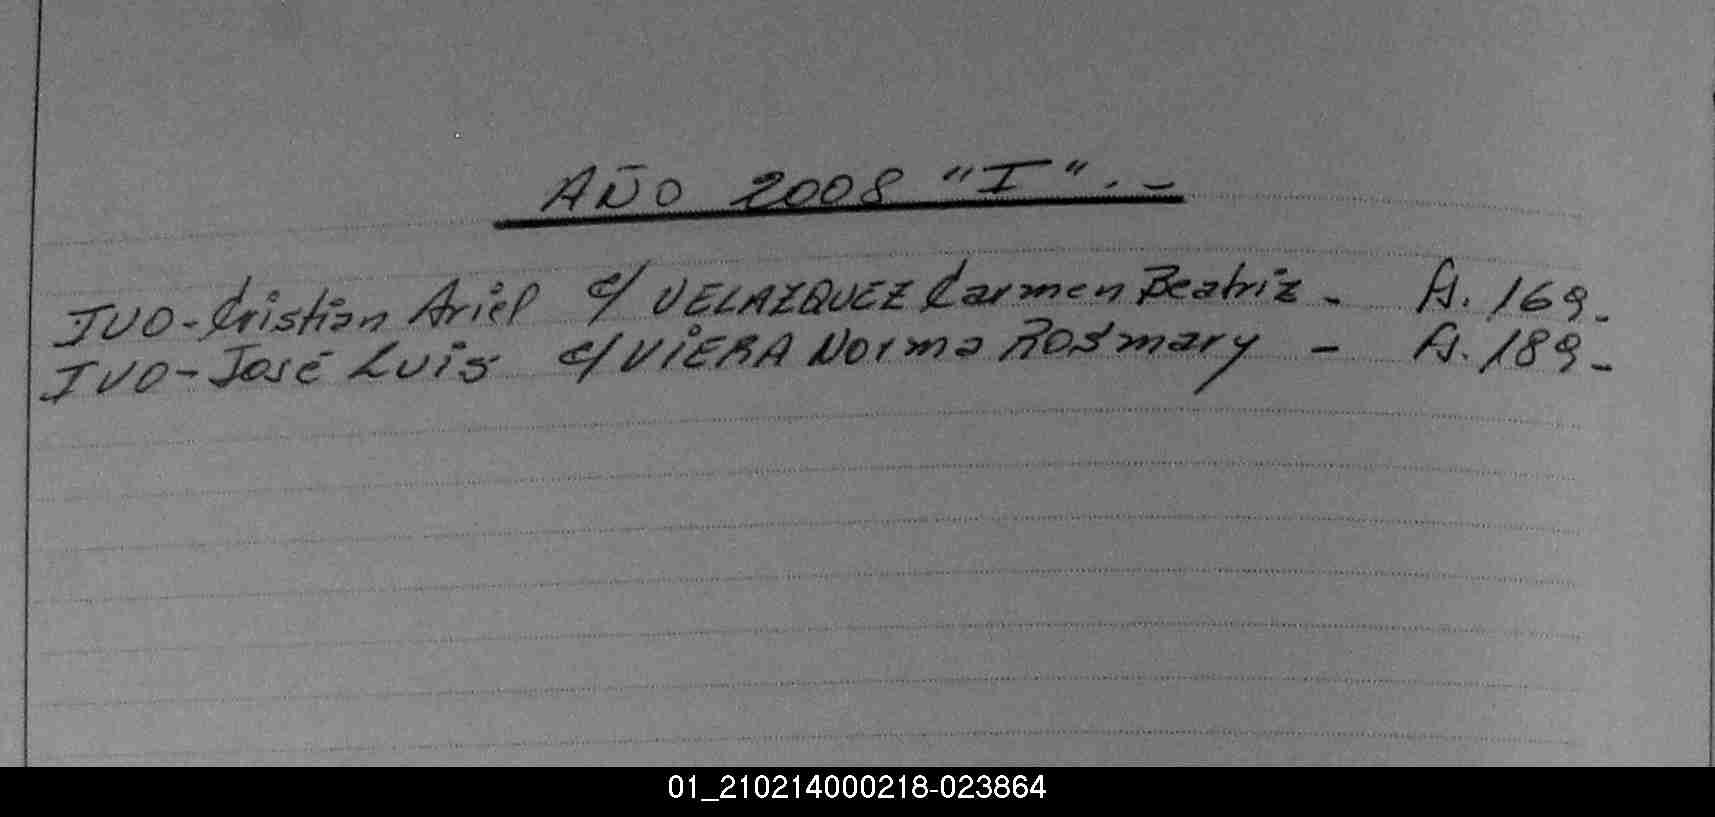 AÑO 2008 "I".-
IVO-Cristian Ariel c/ VELAZQUEZ Carmen Beatriz - A. 169.
IVO-José Luis c/ VIERA Norma Rosmary - A. 189.-
01_210214000218-023864